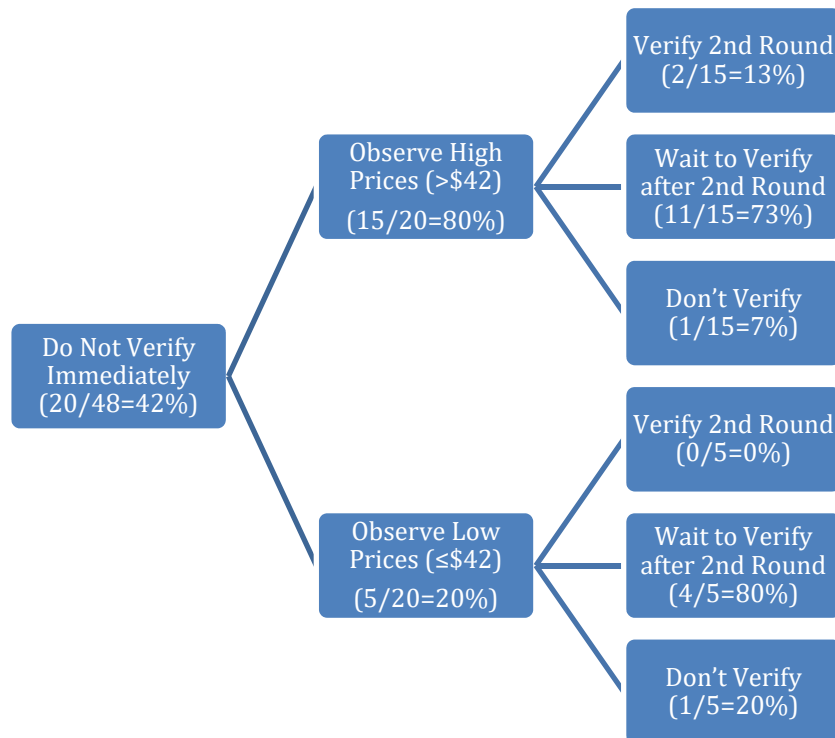 Do Not Verify
Immediately
(20/48=42%)
Observe High
Prices (>$42)
(15/20=80%)
Verify 2nd Round
(2/15=13%)
Wait to Verify
after 2nd Round
(11/15=73%)
Don’t Verify
(1/15=7%)
Observe Low
Prices (≤$42)
(5/20=20%)
Verify 2nd Round
(0/5=0%)
Wait to Verify
after 2nd Round
(4/5=80%)
Don’t Verify
(1/5=20%)